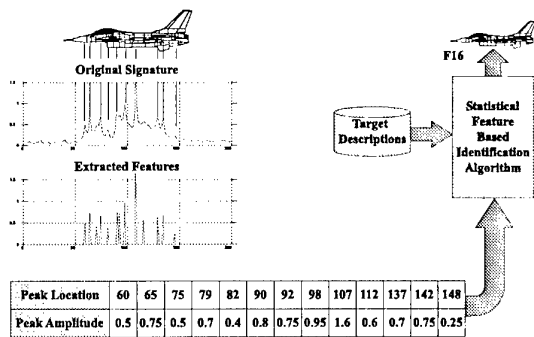 F16
Original Signature
Statistical
Feature
Based
Identification
Algorithm
Target
Descriptions
Extracted Features
Peak Location 60 65 75 79 82 90 92 98 107 112 137 142 148
Peak Amplitude 0.5 0.75 0.5 0.7 0.4 0.8 0.75 0.95 1.6 0.6 0.7 0.75 0.25